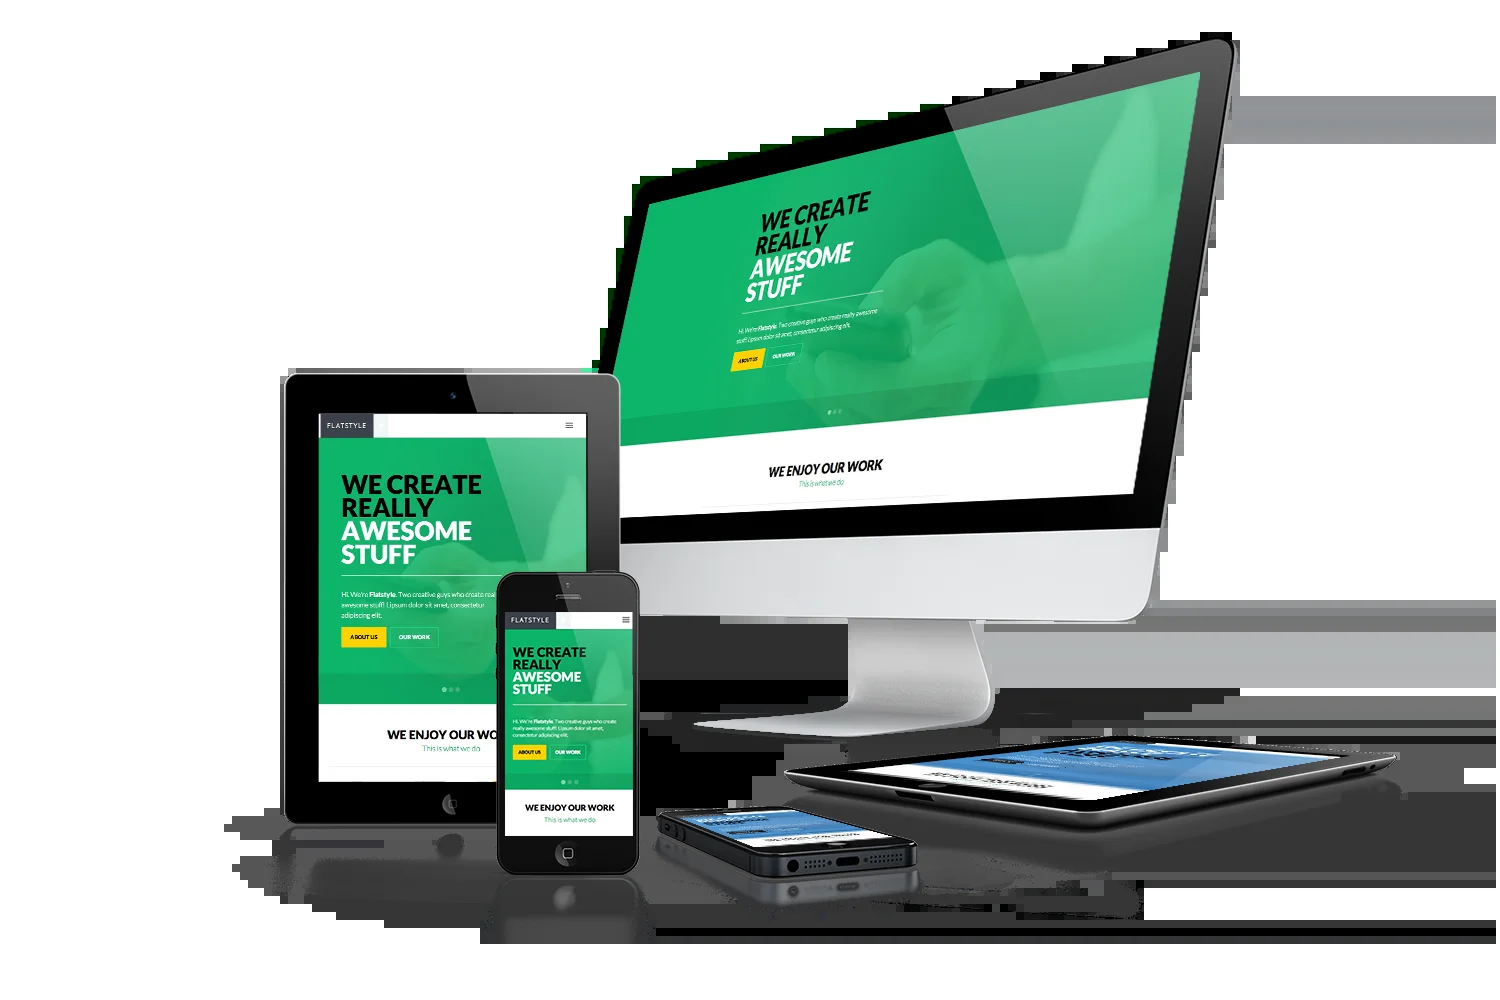 WE CREATE
REALLY
AWESOME
STUFF
Hi. We're Flatstyle. Two creative guys who create really awesome
stuff! Lipsum dolor sit amet, consectetur adipiscing elit.
ABOUT US
OUR WORK
WE ENJOY OUR WORK
This is what we do
FLATSTYLE
WE CREATE
REALLY
AWESOME
STUFF
Hi. We're Flatstyle. Two creative guys who create rea
awesome stuff! Lipsum dolor sit amet, consectetur
adipiscing elit.
ABOUT US
OUR WORK
WE ENJOY OUR WO
This is what we do
FLATSTYLE
WE CREATE
REALLY
AWESOME
STUFF
Hi. We're Flatstyle. Two creative guys who create
really awesome stuff! Lipsum dolor sit amet,
consectetur adipiscing elit.
ABOUT US
OUR WORK
WE ENJOY OUR WORK
This is what we do